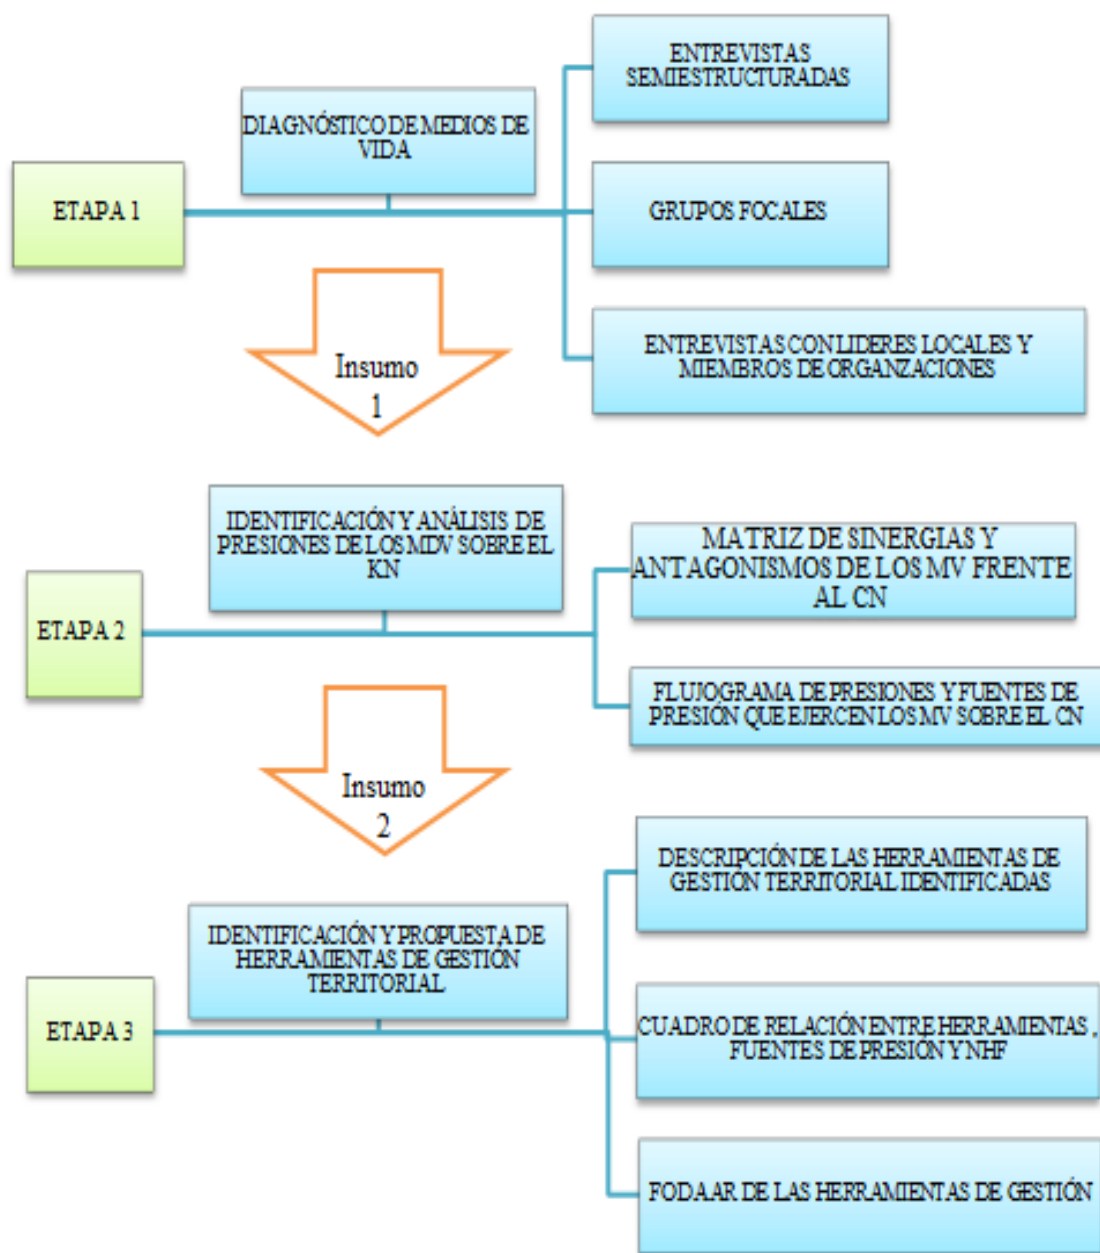 ENTREVISTAS
SEMIESTRUCTURADAS
DIAGNÓSTICO DE MEDIOS DE
VIDA
ETAPA 1
GRUPOS FOCALES
ENTREVISTAS CON LIDERES LOCALES Y
MIEMBROS DE ORGANZACIONES
Insumo
1
IDENTIFICACIÓN Y ANÁLISIS DE
PRESIONES DE LOS MDV SOBRE EL
KN
MATRIZ DE SINERGIAS Y
ANTAGONISMOS DE LOS MV FRENTE
AL CN
ETAPA 2
FLUJOGRAMA DE PRESIONES Y FUENTES DE
PRESIÓN QUE EJERCEN LOS MV SOBRE EL CN
Insumo
2
DESCRIPCIÓN DE LAS HERRAMIENTAS DE
GESTIÓN TERRITORIAL IDENTIFICADAS
IDENTIFICACIÓN Y PROPUESTA DE
HERRAMIENTAS DE GESTIÓN
TERRITORIAL
ETAPA 3
CUADRO DE RELACIÓN ENTRE HERRAMIENTAS ,
FUENTES DE PRESIÓN Y NHF
FODAAR DE LAS HERRAMIENTAS DE GESTIÓN